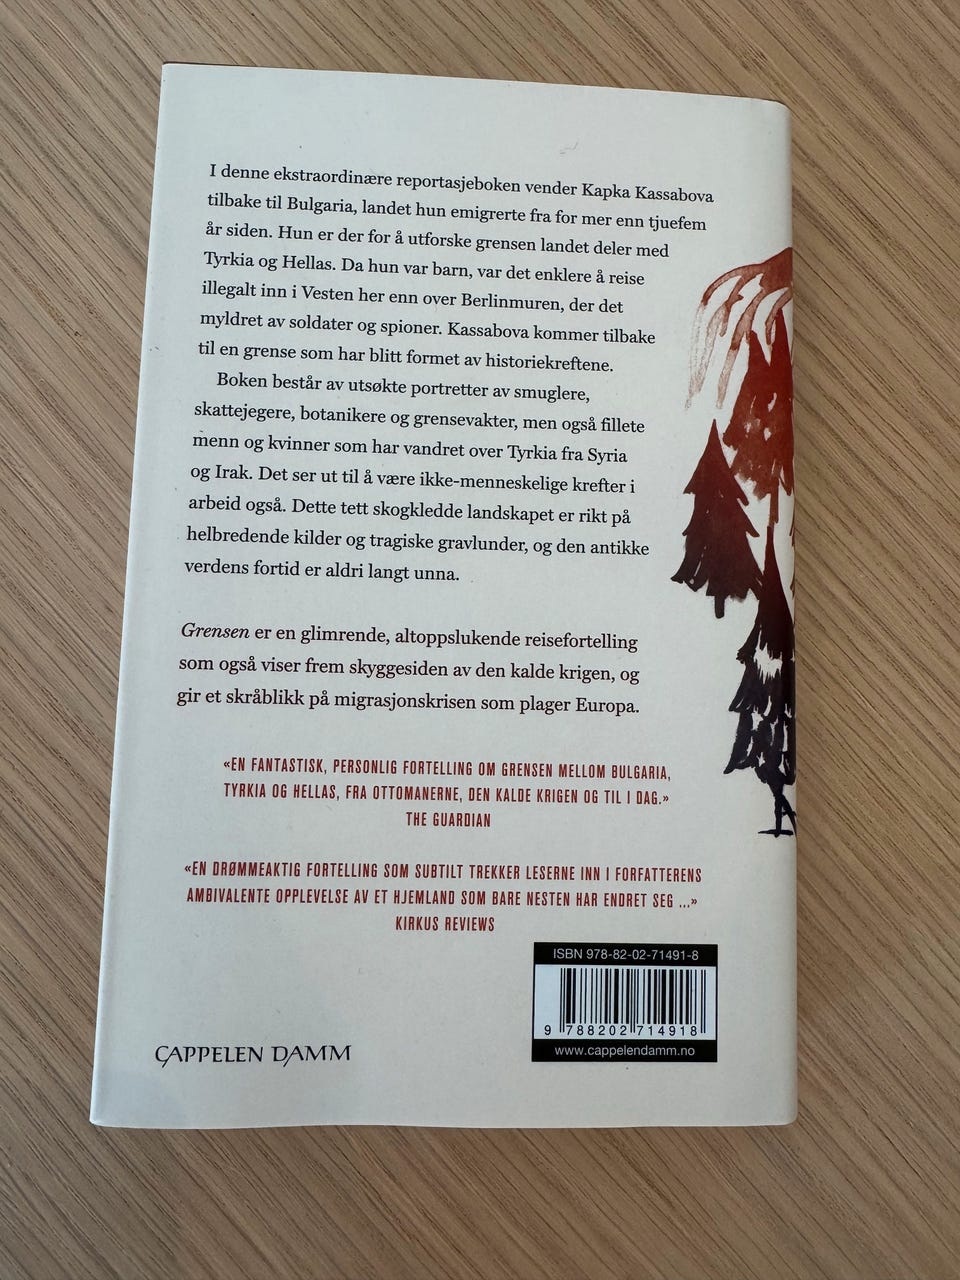 I denne ekstraordinære reportasjeboken vender Kapka Kassabova
tilbake til Bulgaria, landet hun emigrerte fra for mer enn tjuefem
år siden. Hun er der for å utforske grensen landet deler med
Tyrkia og Hellas. Da hun var barn, var det enklere å reise
illegalt inn i Vesten her enn over Berlinmuren, der det
myldret av soldater og spioner. Kassabova kommer tilbake
til en grense som har blitt formet av historiekreftene.
Boken består av utsøkte portretter av smuglere,
skattejegere, botanikere og grensevakter, men også fillete
menn og kvinner som har vandret over Tyrkia fra Syria
og Irak. Det ser ut til å være ikke-menneskelige krefter i
arbeid også. Dette tett skogkledde landskapet er rikt på
helbredende kilder og tragiske gravlunder, og den antikke
verdens fortid er aldri langt unna.
Grensen er en glimrende, altoppslukende reisefortelling
som også viser frem skyggesiden av den kalde krigen, og
gir et skråblikk på migrasjonskrisen som plager Europa.
«EN FANTASTISK, PERSONLIG FORTELLING OM GRENSEN MELLOM BULGARIA,
TYRKIA OG HELLAS, FRA OTTOMANERNE, DEN KALDE KRIGEN OG TIL I DAG.»
THE GUARDIAN
«EN DRØMMEAKTIG FORTELLING SOM SUBTILT TREKKER LESERNE INN I FORFATTERENS
AMBIVALENTE OPPLEVELSE AV ET HJEMLAND SOM BARE NESTEN HAR ENDRET SEG ...»
KIRKUS REVIEWS
ISBN 978-82-02-71491-8
9 788202 714918
www.cappelendamm.no
CAPPELEN DAMM